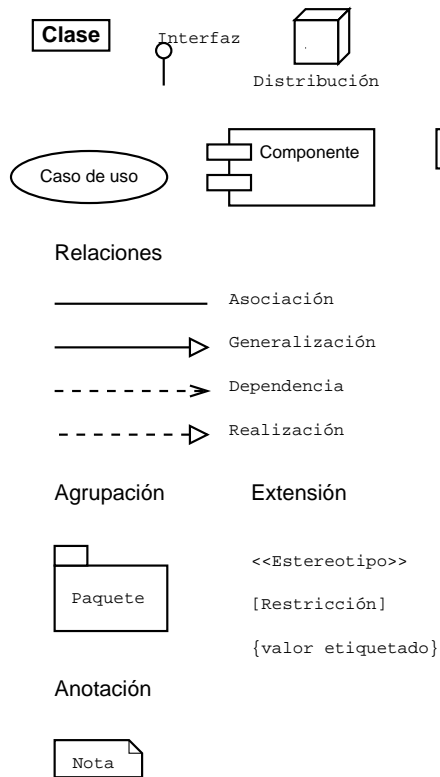 Clase
Interfaz
Distribución
Caso de uso
Componente
Relaciones
Asociación
Generalización
Dependencia
Realización
Agrupación
Extensión
Paquete
<<Estereotipo>>
[Restricción]
{valor etiquetado}
Anotación
Nota